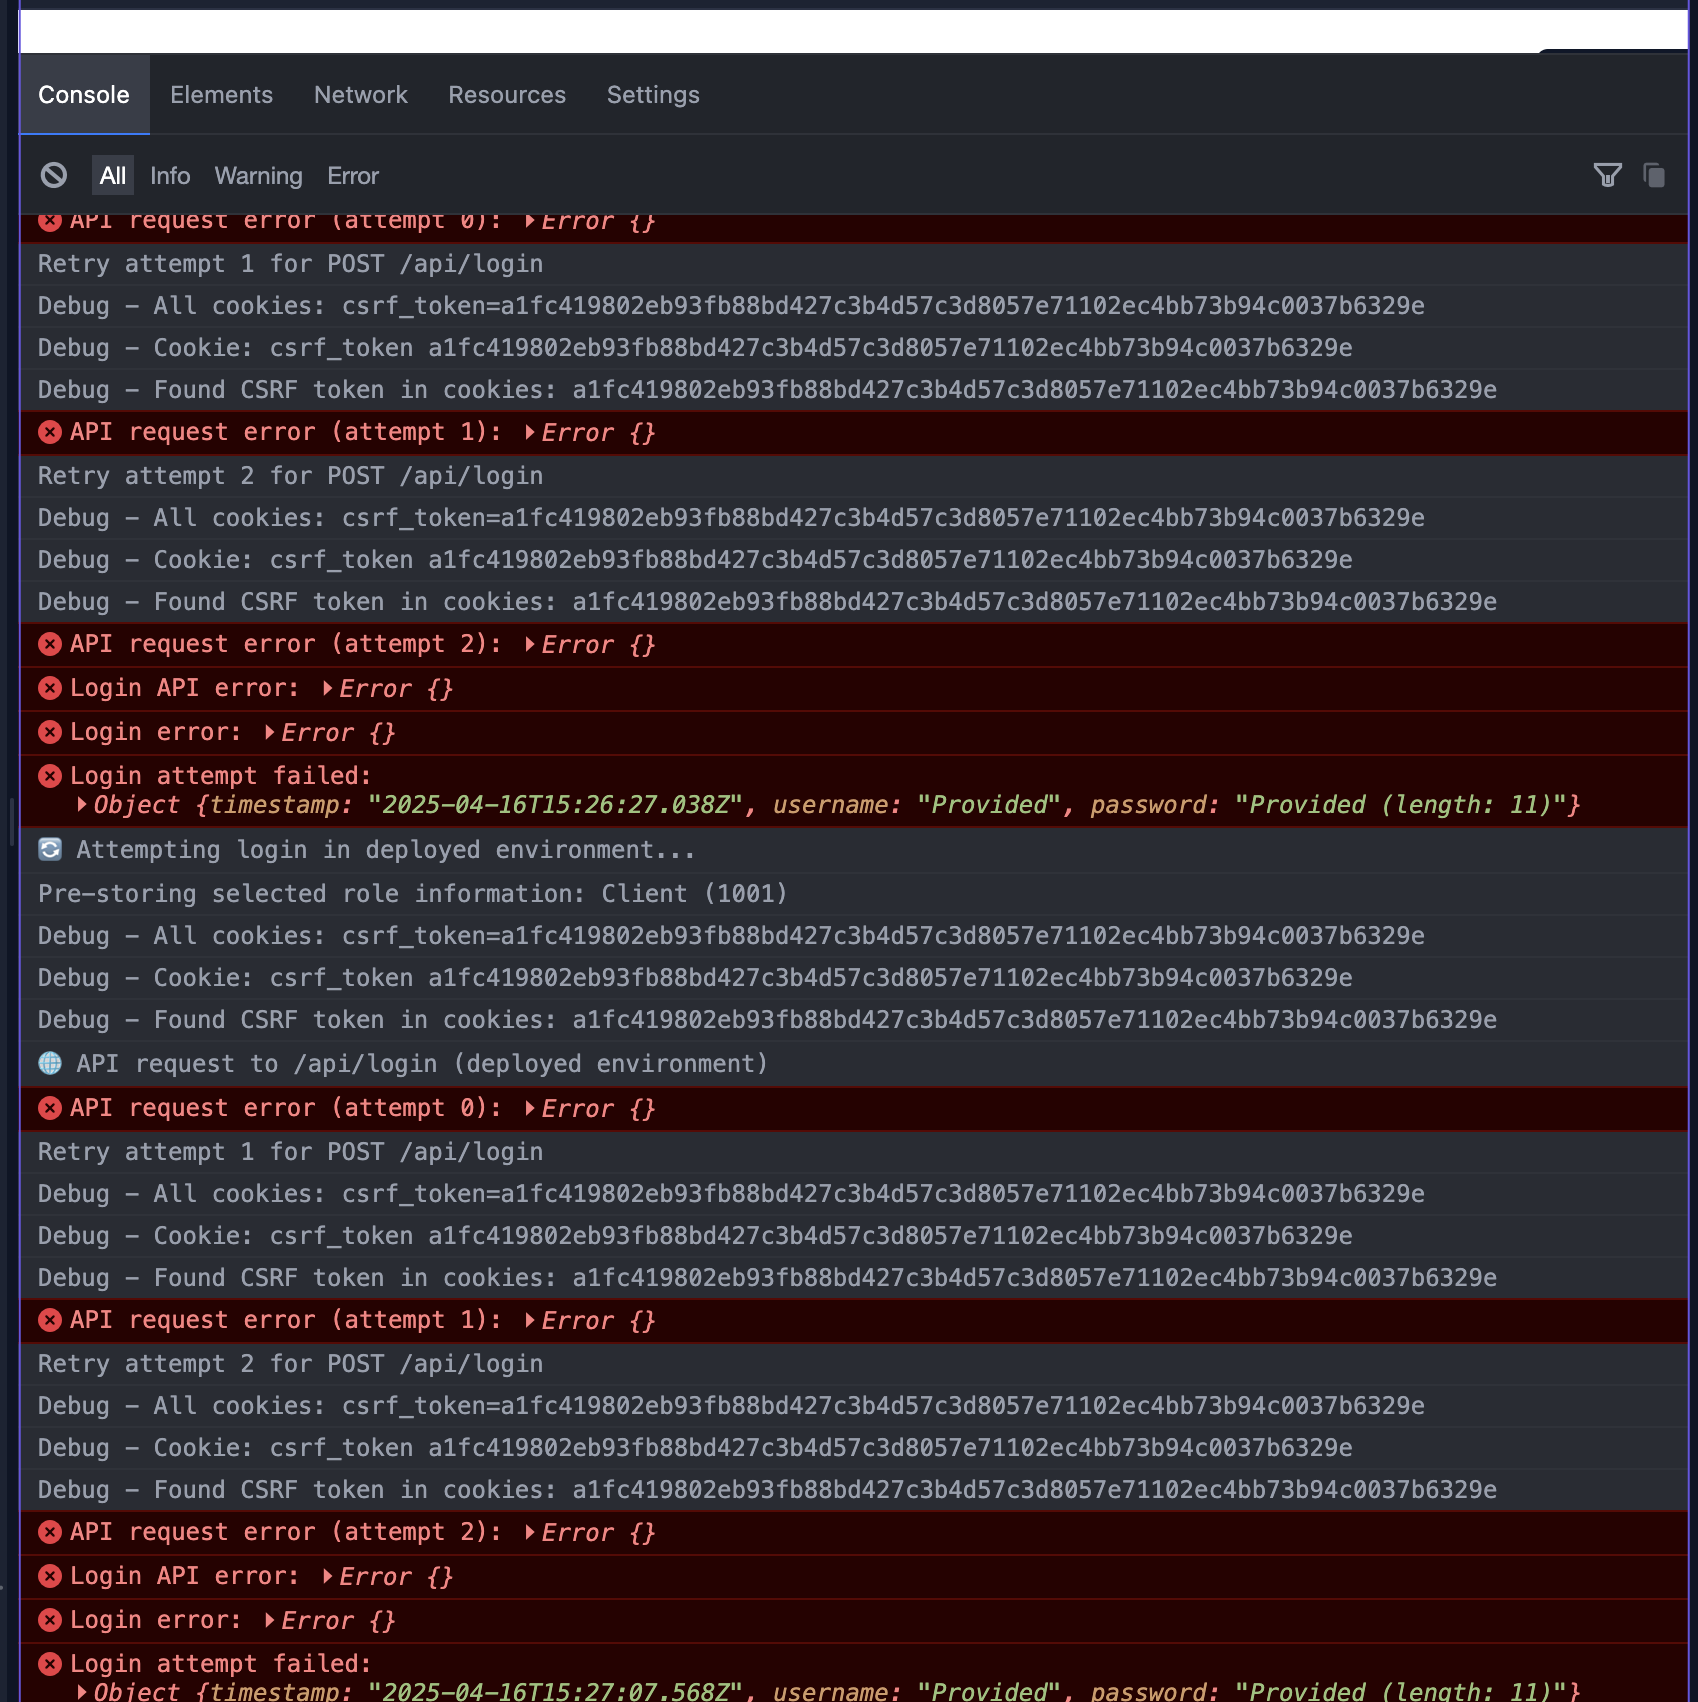 Console Elements Network Resources Settings
All Info Warning Error
API request error (attempt 0): Error {}
Retry attempt 1 for POST /api/login
Debug – All cookies: csrf_token=a1fc419802eb93fb88bd427c3b4d57c3d8057e71102ec4bb73b94c0037b6329e
Debug – Cookie: csrf_token a1fc419802eb93fb88bd427c3b4d57c3d8057e71102ec4bb73b94c0037b6329e
Debug – Found CSRF token in cookies: a1fc419802eb93fb88bd427c3b4d57c3d8057e71102ec4bb73b94c0037b6329e
API request error (attempt 1): Error {}
Retry attempt 2 for POST /api/login
Debug – All cookies: csrf_token=a1fc419802eb93fb88bd427c3b4d57c3d8057e71102ec4bb73b94c0037b6329e
Debug – Cookie: csrf_token a1fc419802eb93fb88bd427c3b4d57c3d8057e71102ec4bb73b94c0037b6329e
Debug – Found CSRF token in cookies: a1fc419802eb93fb88bd427c3b4d57c3d8057e71102ec4bb73b94c0037b6329e
API request error (attempt 2): Error {}
Login API error: Error {}
Login error: Error {}
Login attempt failed:
Object {timestamp: "2025-04-16T15:26:27.038Z", username: "Provided", password: "Provided (length: 11)"}
Attempting login in deployed environment...
Pre-storing selected role information: Client (1001)
Debug – All cookies: csrf_token=a1fc419802eb93fb88bd427c3b4d57c3d8057e71102ec4bb73b94c0037b6329e
Debug – Cookie: csrf_token a1fc419802eb93fb88bd427c3b4d57c3d8057e71102ec4bb73b94c0037b6329e
Debug – Found CSRF token in cookies: a1fc419802eb93fb88bd427c3b4d57c3d8057e71102ec4bb73b94c0037b6329e
API request to /api/login (deployed environment)
API request error (attempt 0): Error {}
Retry attempt 1 for POST /api/login
Debug – All cookies: csrf_token=a1fc419802eb93fb88bd427c3b4d57c3d8057e71102ec4bb73b94c0037b6329e
Debug – Cookie: csrf_token a1fc419802eb93fb88bd427c3b4d57c3d8057e71102ec4bb73b94c0037b6329e
Debug – Found CSRF token in cookies: a1fc419802eb93fb88bd427c3b4d57c3d8057e71102ec4bb73b94c0037b6329e
API request error (attempt 1): Error {}
Retry attempt 2 for POST /api/login
Debug – All cookies: csrf_token=a1fc419802eb93fb88bd427c3b4d57c3d8057e71102ec4bb73b94c0037b6329e
Debug – Cookie: csrf_token a1fc419802eb93fb88bd427c3b4d57c3d8057e71102ec4bb73b94c0037b6329e
Debug – Found CSRF token in cookies: a1fc419802eb93fb88bd427c3b4d57c3d8057e71102ec4bb73b94c0037b6329e
API request error (attempt 2): Error {}
Login API error: Error {}
Login error: Error {}
Login attempt failed:
Object {timestamp: "2025-04-16T15:27:07.568Z", username: "Provided", password: "Provided (length: 11)"}